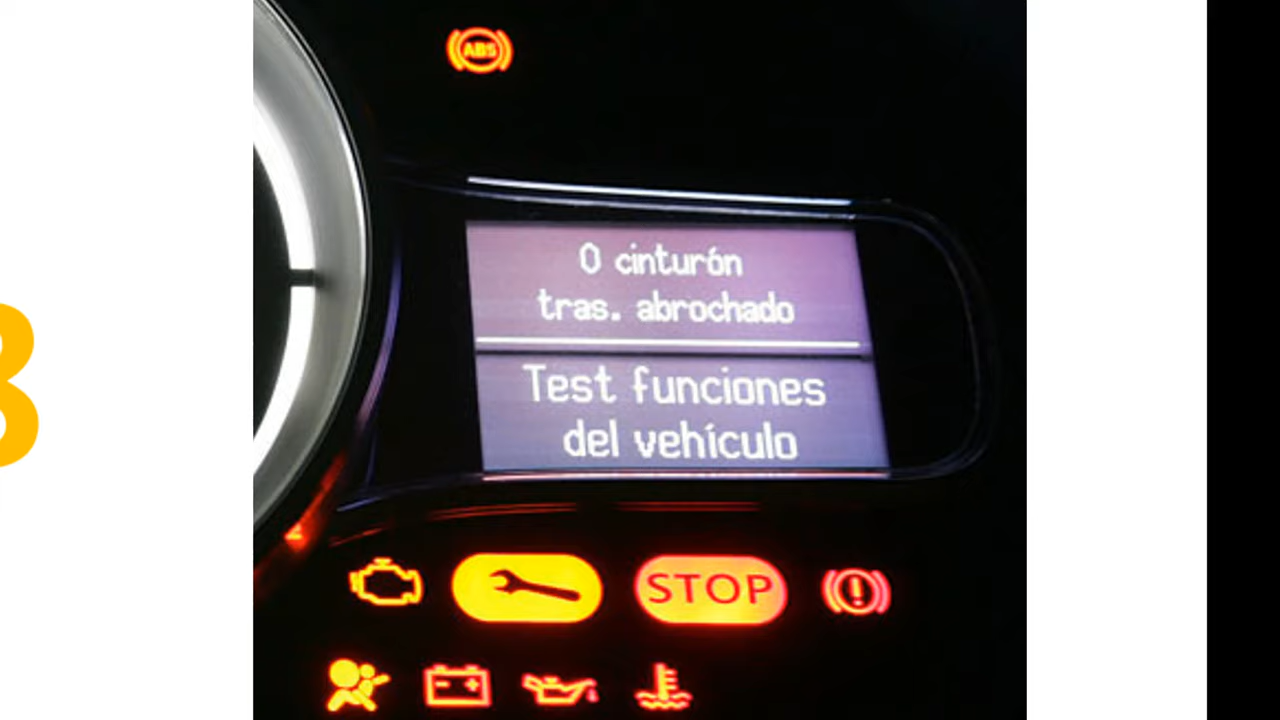 ABS
0 cinturón
tras. abrochado
Test funciones
del vehículo
STOP